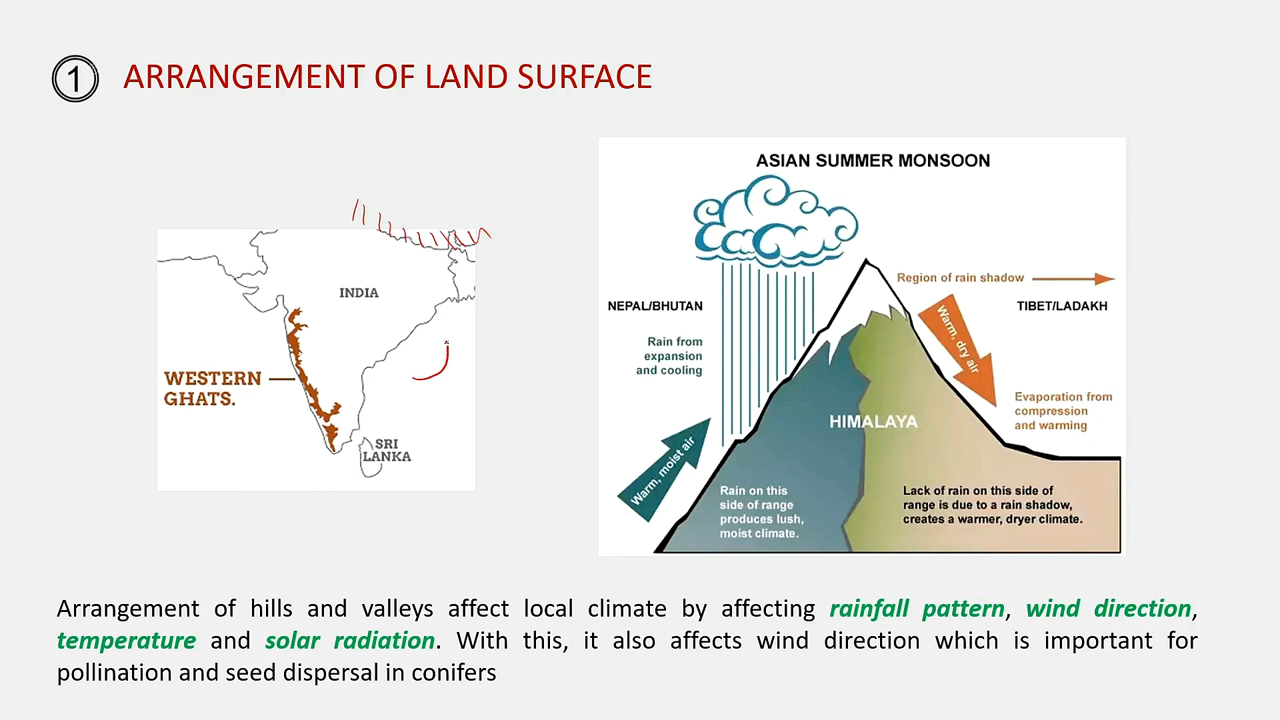 1 ARRANGEMENT OF LAND SURFACE
INDIA
WESTERN
GHATS.
SRI
LANKA
ASIAN SUMMER MONSOON
Region of rain shadow
NEPAL/BHUTAN
TIBET/LADAKH
Rain from
expansion
and cooling
Warm, dry air
Evaporation from
compression
and warming
HIMALAYA
Warm, moist air
Rain on this
side of range
produces lush,
moist climate.
Lack of rain on this side of
range is due to a rain shadow,
creates a warmer, dryer climate.
Arrangement of hills and valleys affect local climate by affecting rainfall pattern, wind direction,
temperature and solar radiation. With this, it also affects wind direction which is important for
pollination and seed dispersal in conifers